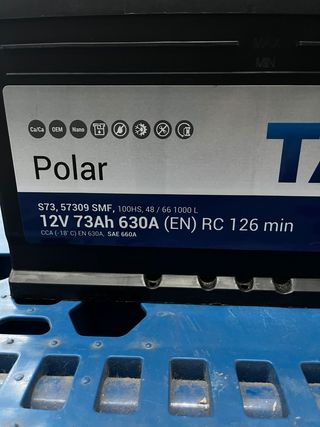 MAX
MIN
Ca/Ca OEM Nano
Polar
S73, 57309 SMF, 100HS, 48 / 66 1000 L
12V 73Ah 630A (EN) RC 126 min
CCA (-18˚C) EN 630A, SAE 660A